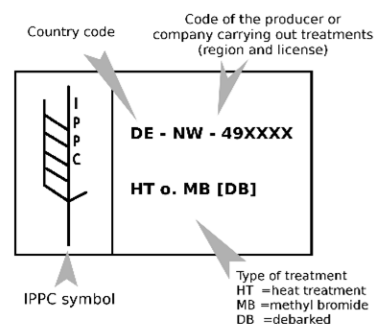 Code of the producer or
company carrying out treatments
(region and license)
Country code
I
P
P
C
DE - NW - 49XXXX
HT o. MB [DB]
IPPC symbol
Type of treatment
HT =heat treatment
MB =methyl bromide
DB =debarked